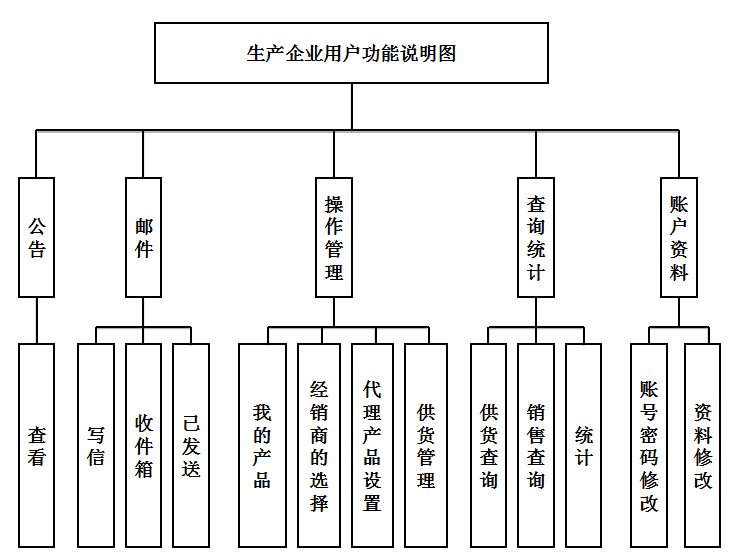 生产企业用户功能说明图
公告
邮件
操作管理
查询统计
账户资料
查看
写信
收件箱
已发送
我的产品
经销商的选择
代理产品设置
供货管理
供货查询
销售查询
统计
账号密码修改
资料修改